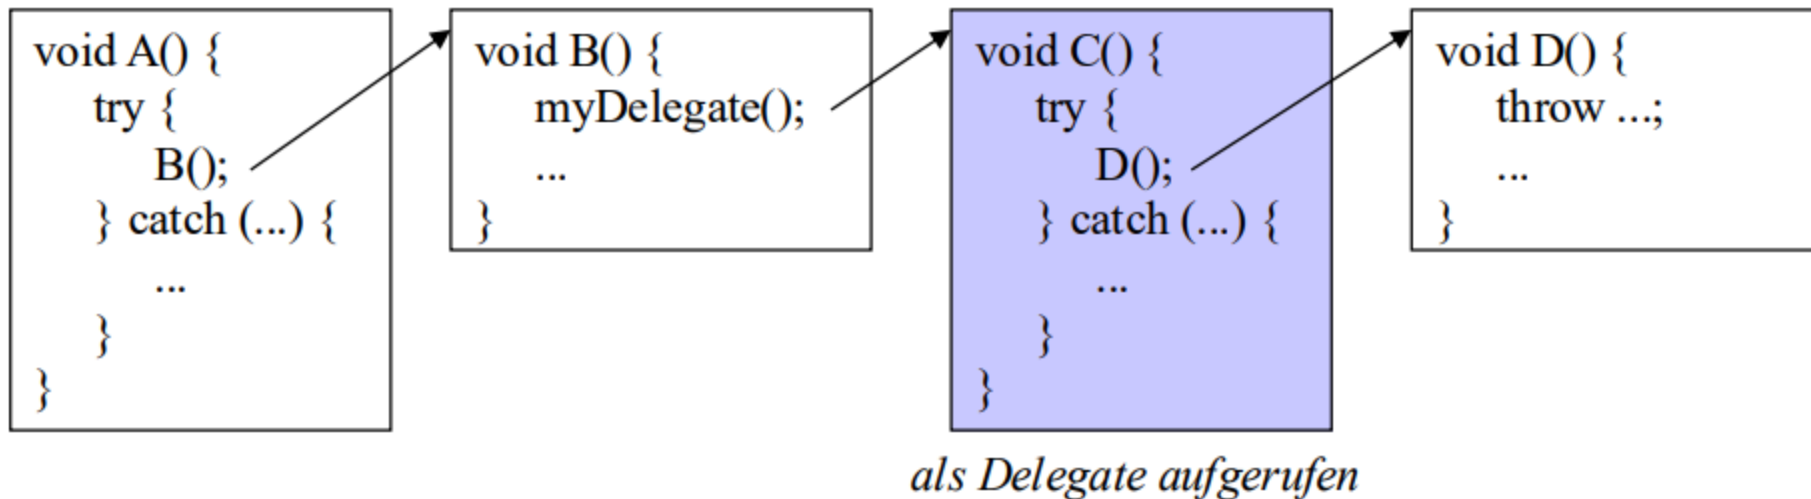 void A() {
try {
B();
} catch (...) {
...
}
}
void B() {
myDelegate();
...
}
void C() {
try {
D();
} catch (...) {
...
}
}
void D() {
throw ...;
...
}
als Delegate aufgerufen